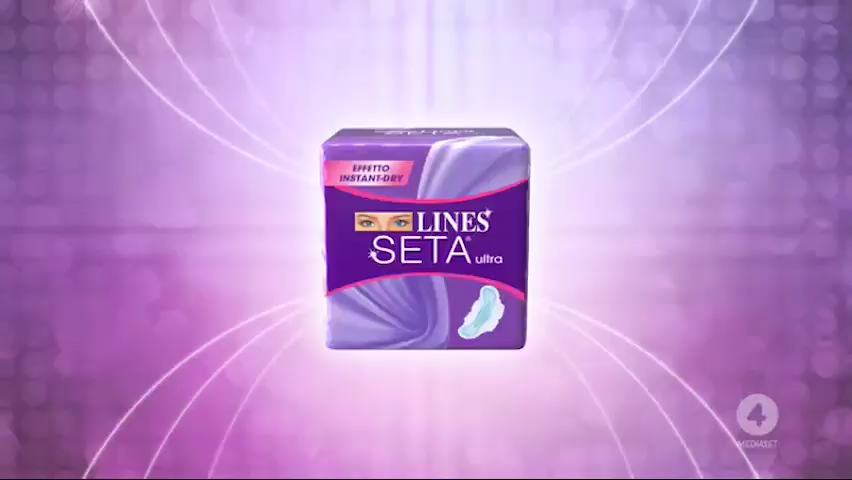 EFFETTO
INSTANT-DRY
LINES
SETA®
ultra
4
MEDIASET